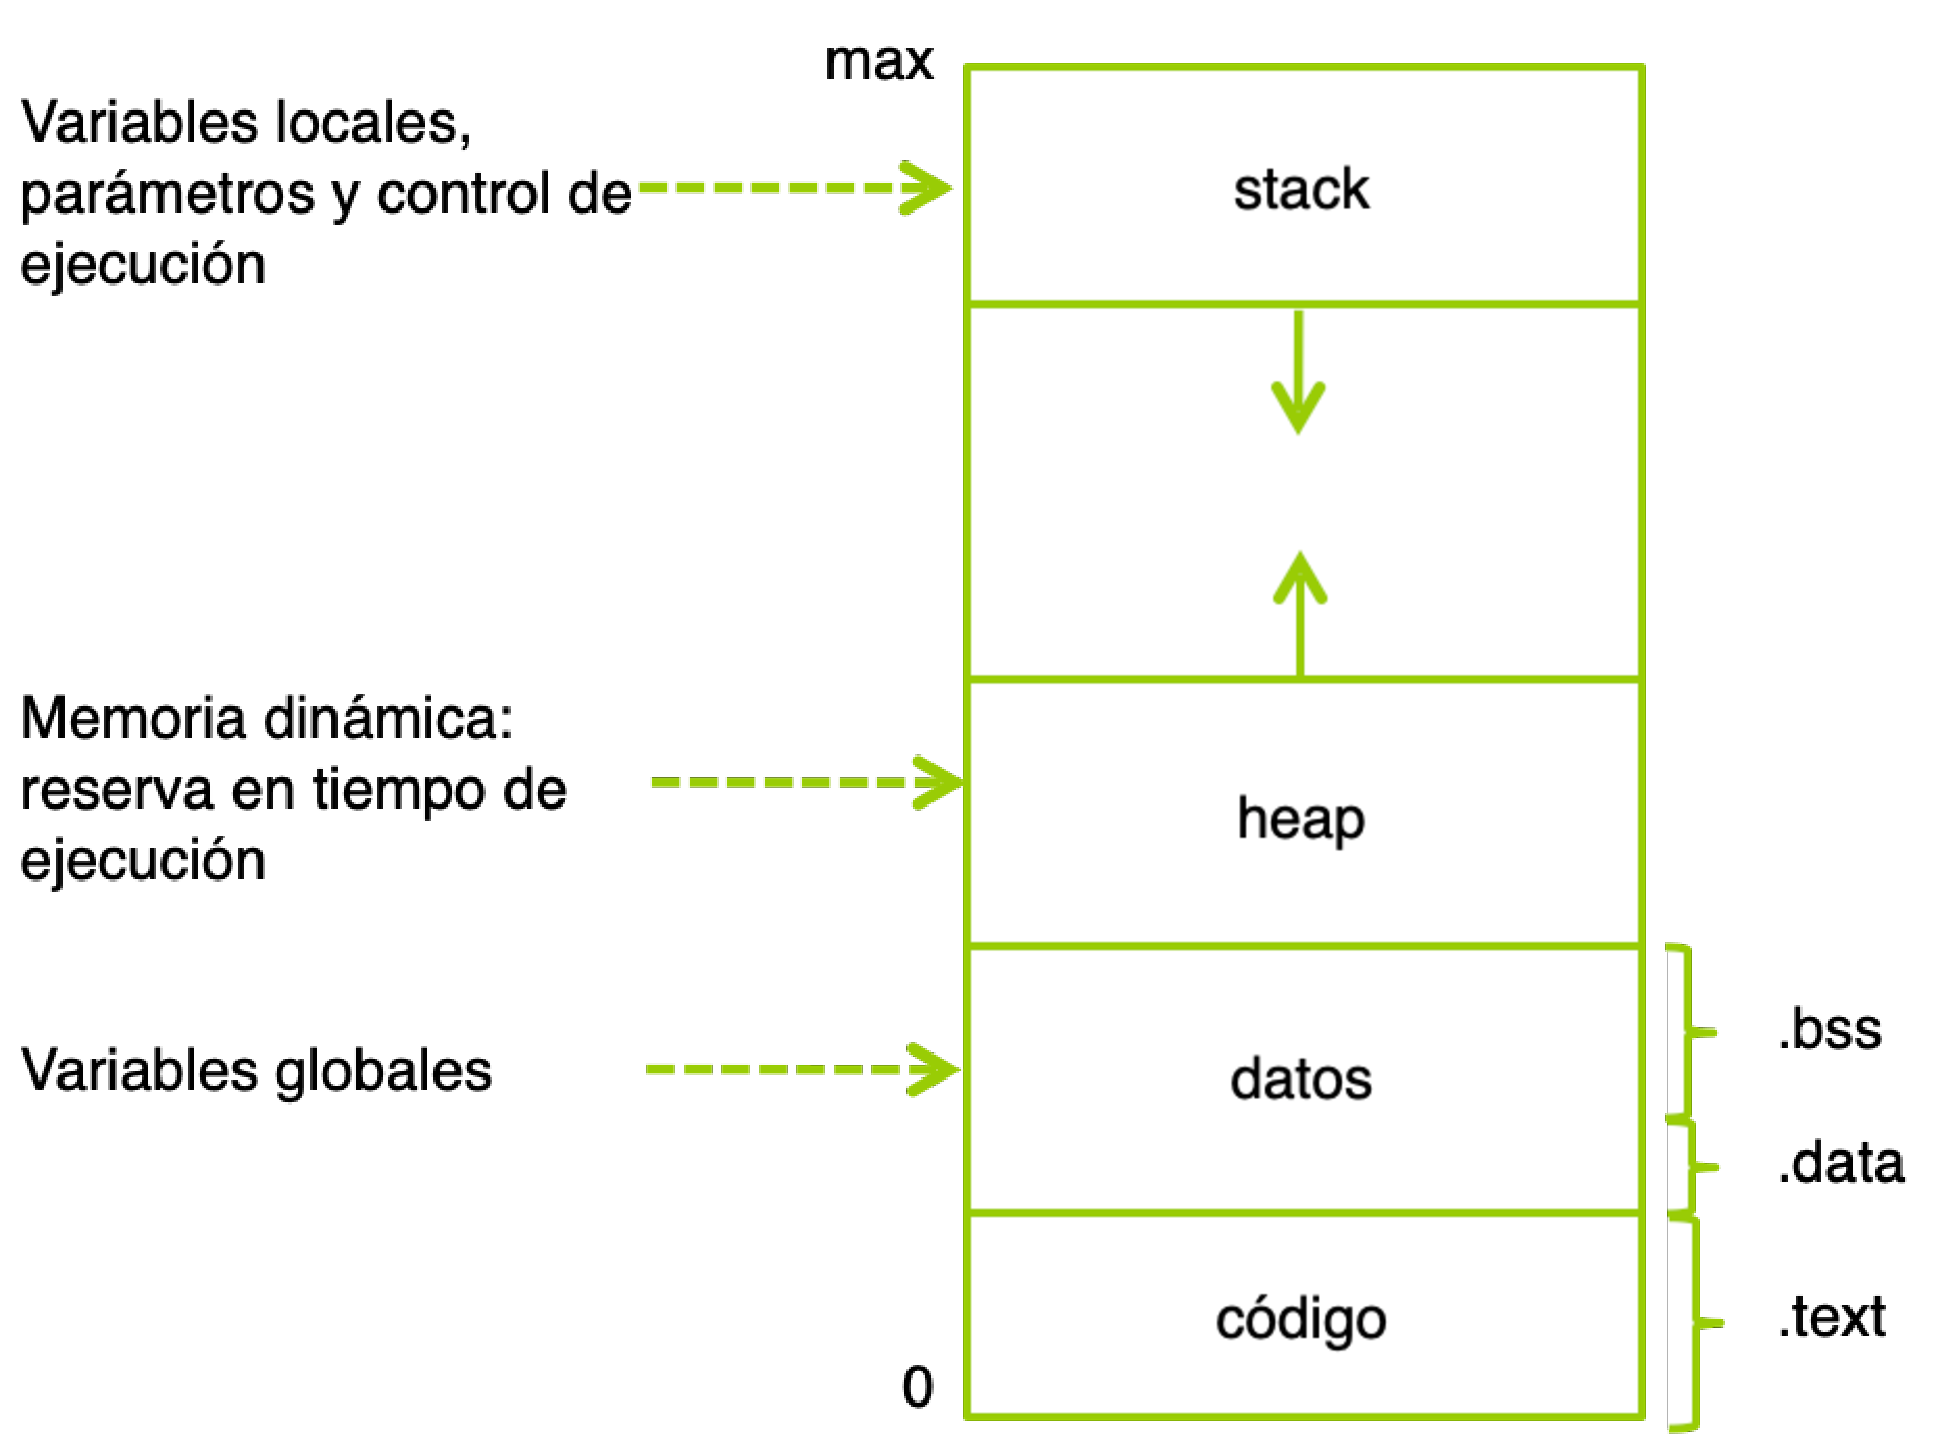 max
Variables locales,
parámetros y control de
ejecución
stack
Memoria dinámica:
reserva en tiempo de
ejecución
heap
Variables globales
datos
.bss
.data
código
.text
0